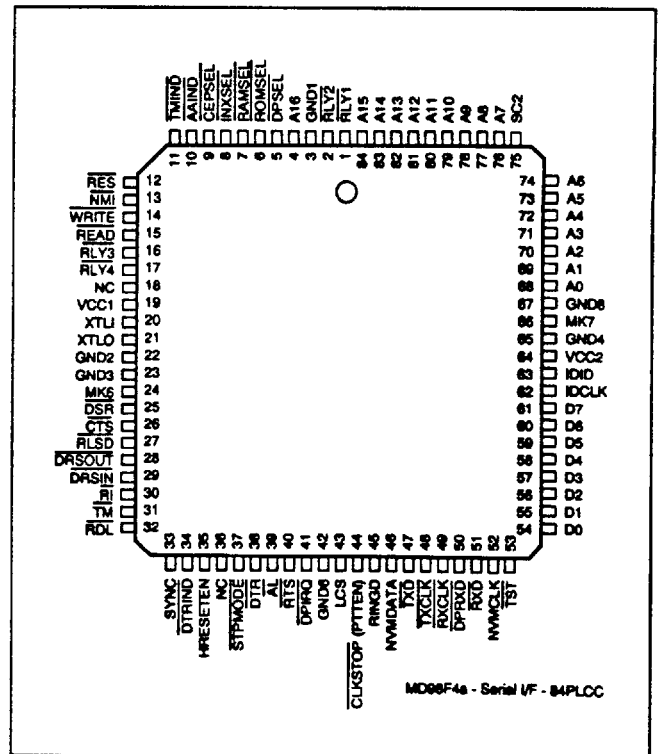 TMIND AAIND CEPSEL INXSEL RAMSEL ROMSEL DPSEL A16 GND1 RLY2 RLY1 A15 A14 A13 A12 A11 A10 A9 A8 A7 SC2
11 10 9 8 7 6 5 4 3 2 1 84 83 82 81 80 79 78 77 76 75
RES 12 74 A6
NMI 13 73 A5
WRITE 14 72 A4
READ 15 71 A3
RLY3 16 70 A2
RLY4 17 69 A1
NC 18 68 A0
VCC1 19 67 GND8
XTLI 20 66 MK7
XTLO 21 65 GND4
GND2 22 64 VCC2
GND3 23 63 IDID
MK6 24 62 IDCLK
DSR 25 61 D7
CTS 26 60 D6
RLSD 27 59 D5
DRSOUT 28 58 D4
DRSIN 29 57 D3
RI 30 56 D2
TM 31 55 D1
RDL 32 54 D0
33 34 35 36 37 38 39 40 41 42 43 44 45 46 47 48 49 50 51 52 53
SYNC DTRIND HRESETEN NC STPMODE DTR AL RTS DPIRQ GND6 LCS CLKSTOP (PTTEN) RINGD NVMDATA TXD TXCLK RXCLK DPRXD RXD NVMCLK TST
MD96F4a - Serial I/F - 84PLCC